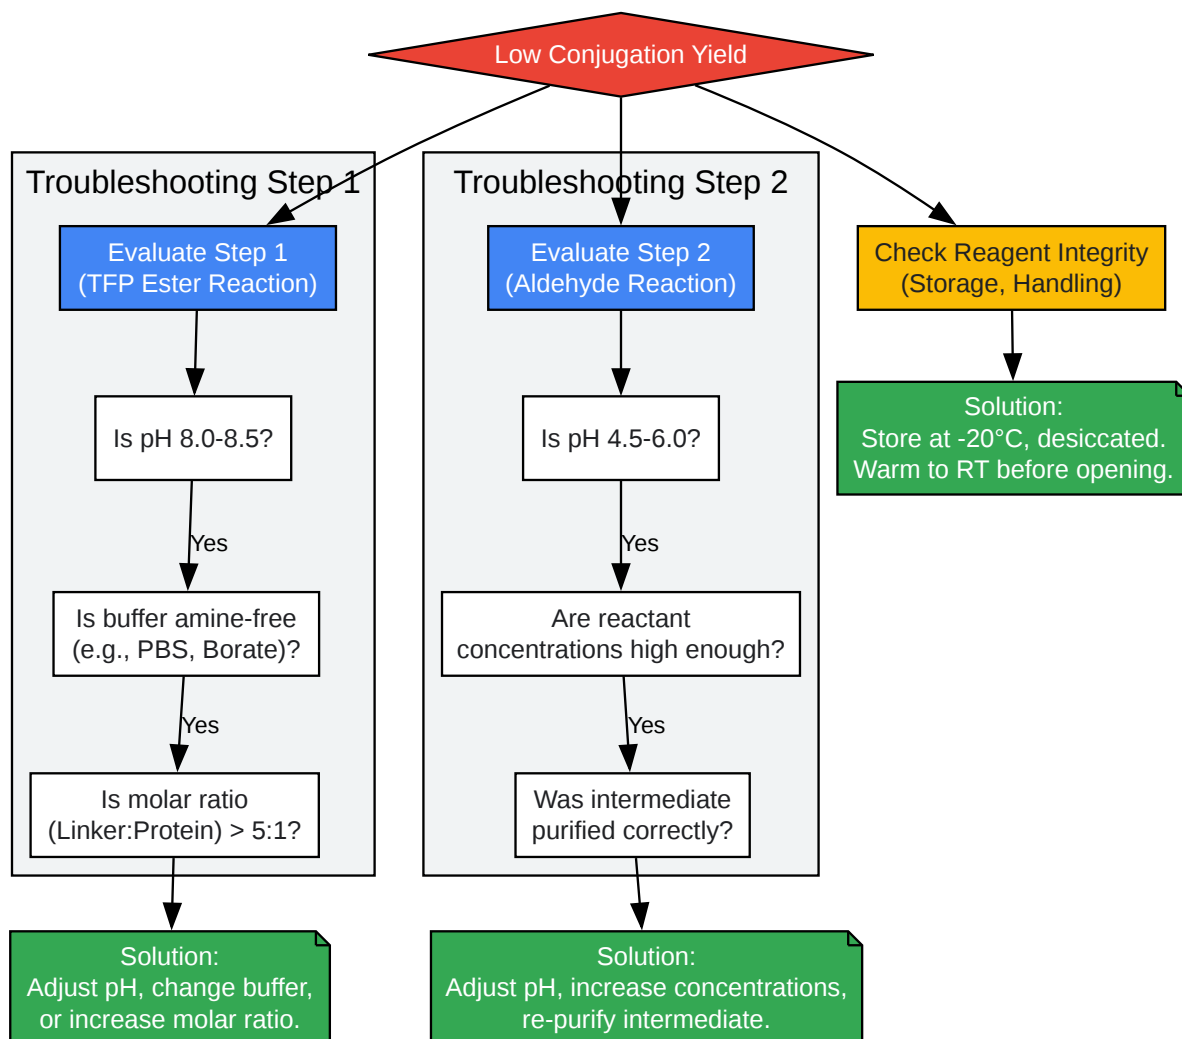 Low Conjugation Yield
Troubleshooting Step 1
Evaluate Step 1
(TFP Ester Reaction)
Is pH 8.0-8.5?
Yes
Is buffer amine-free
(e.g., PBS, Borate)?
Yes
Is molar ratio
(Linker:Protein) > 5:1?
Solution:
Adjust pH, change buffer,
or increase molar ratio.
Troubleshooting Step 2
Evaluate Step 2
(Aldehyde Reaction)
Is pH 4.5-6.0?
Yes
Are reactant
concentrations high enough?
Yes
Was intermediate
purified correctly?
Solution:
Adjust pH, increase concentrations,
re-purify intermediate.
Check Reagent Integrity
(Storage, Handling)
Solution:
Store at -20°C, desiccated.
Warm to RT before opening.